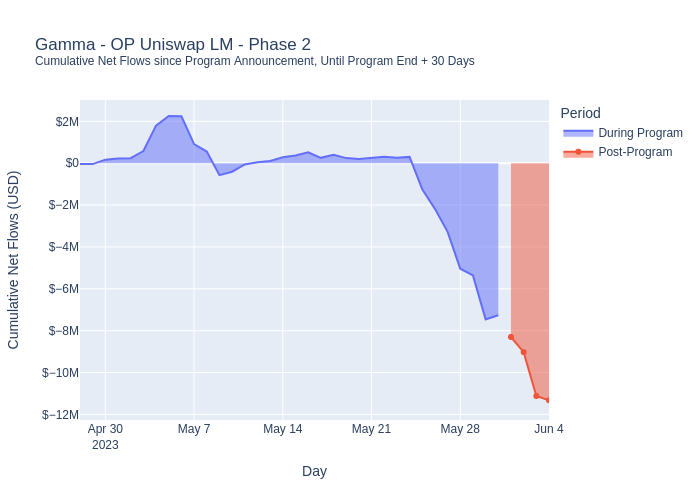 Gamma - OP Uniswap LM - Phase 2
Cumulative Net Flows since Program Announcement, Until Program End + 30 Days
Period
During Program
Post-Program
Cumulative Net Flows (USD)
$2M
$0
$−2M
$−4M
$−6M
$−8M
$−10M
$−12M
Apr 30
2023
May 7
May 14
May 21
May 28
Jun 4
Day